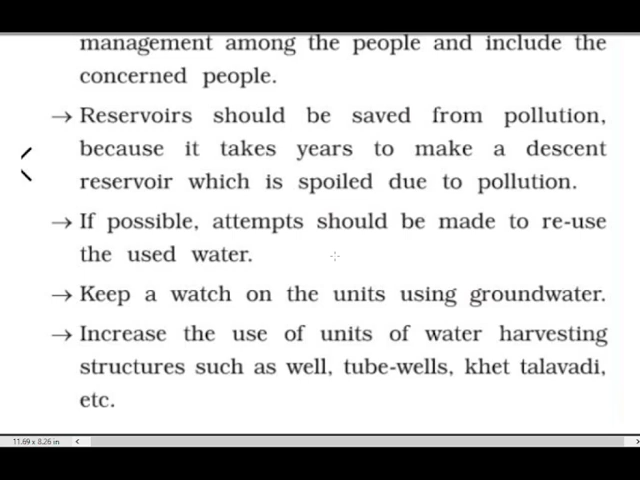 management among the people and include the
concerned people.
→ Reservoirs should be saved from pollution,
because it takes years to make a descent
reservoir which is spoiled due to pollution.
→ If possible, attempts should be made to re-use
the used water.
→ Keep a watch on the units using groundwater.
→ Increase the use of units of water harvesting
structures such as well, tube-wells, khet talavadi,
etc.
11.69 x 8.26 in